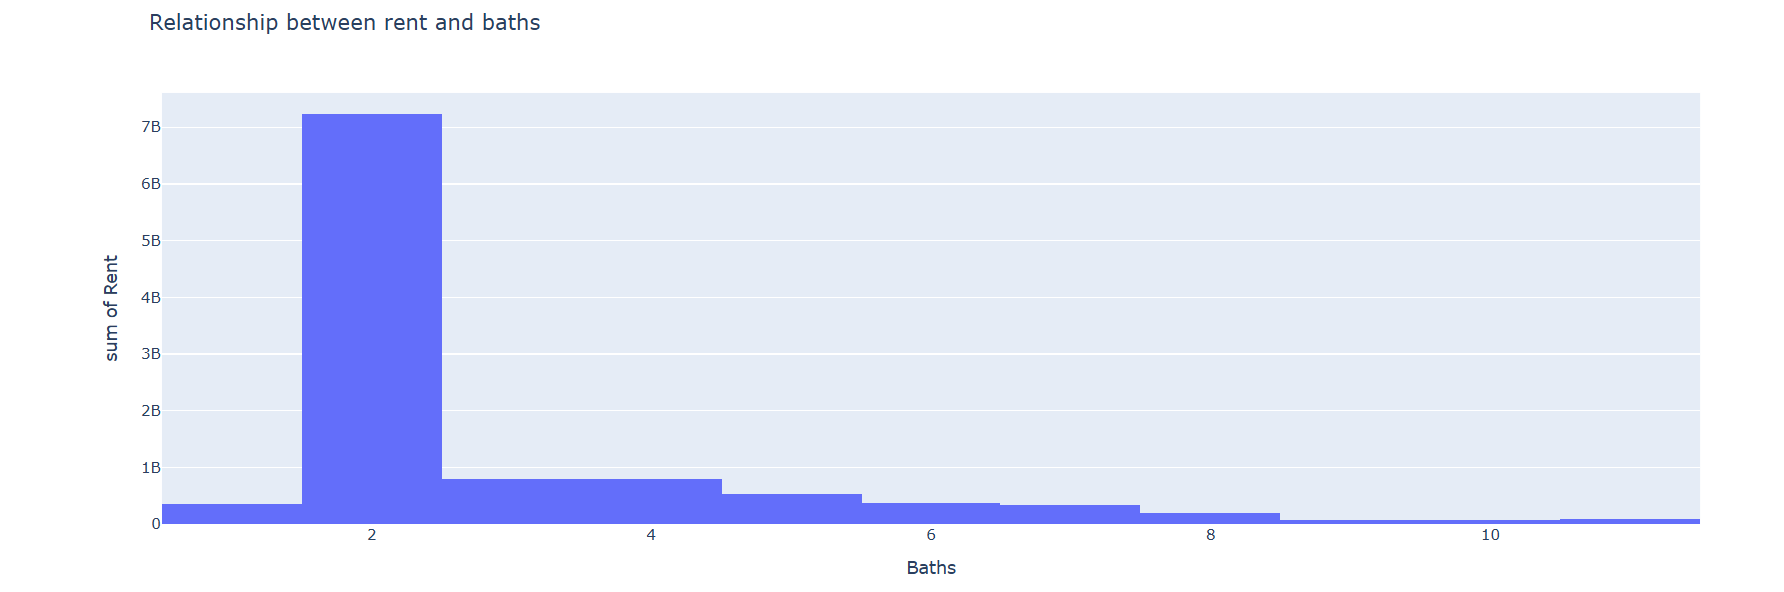 Relationship between rent and baths
7B
6B
5B
4B
3B
2B
1B
0
sum of Rent
2 4 6 8 10
Baths